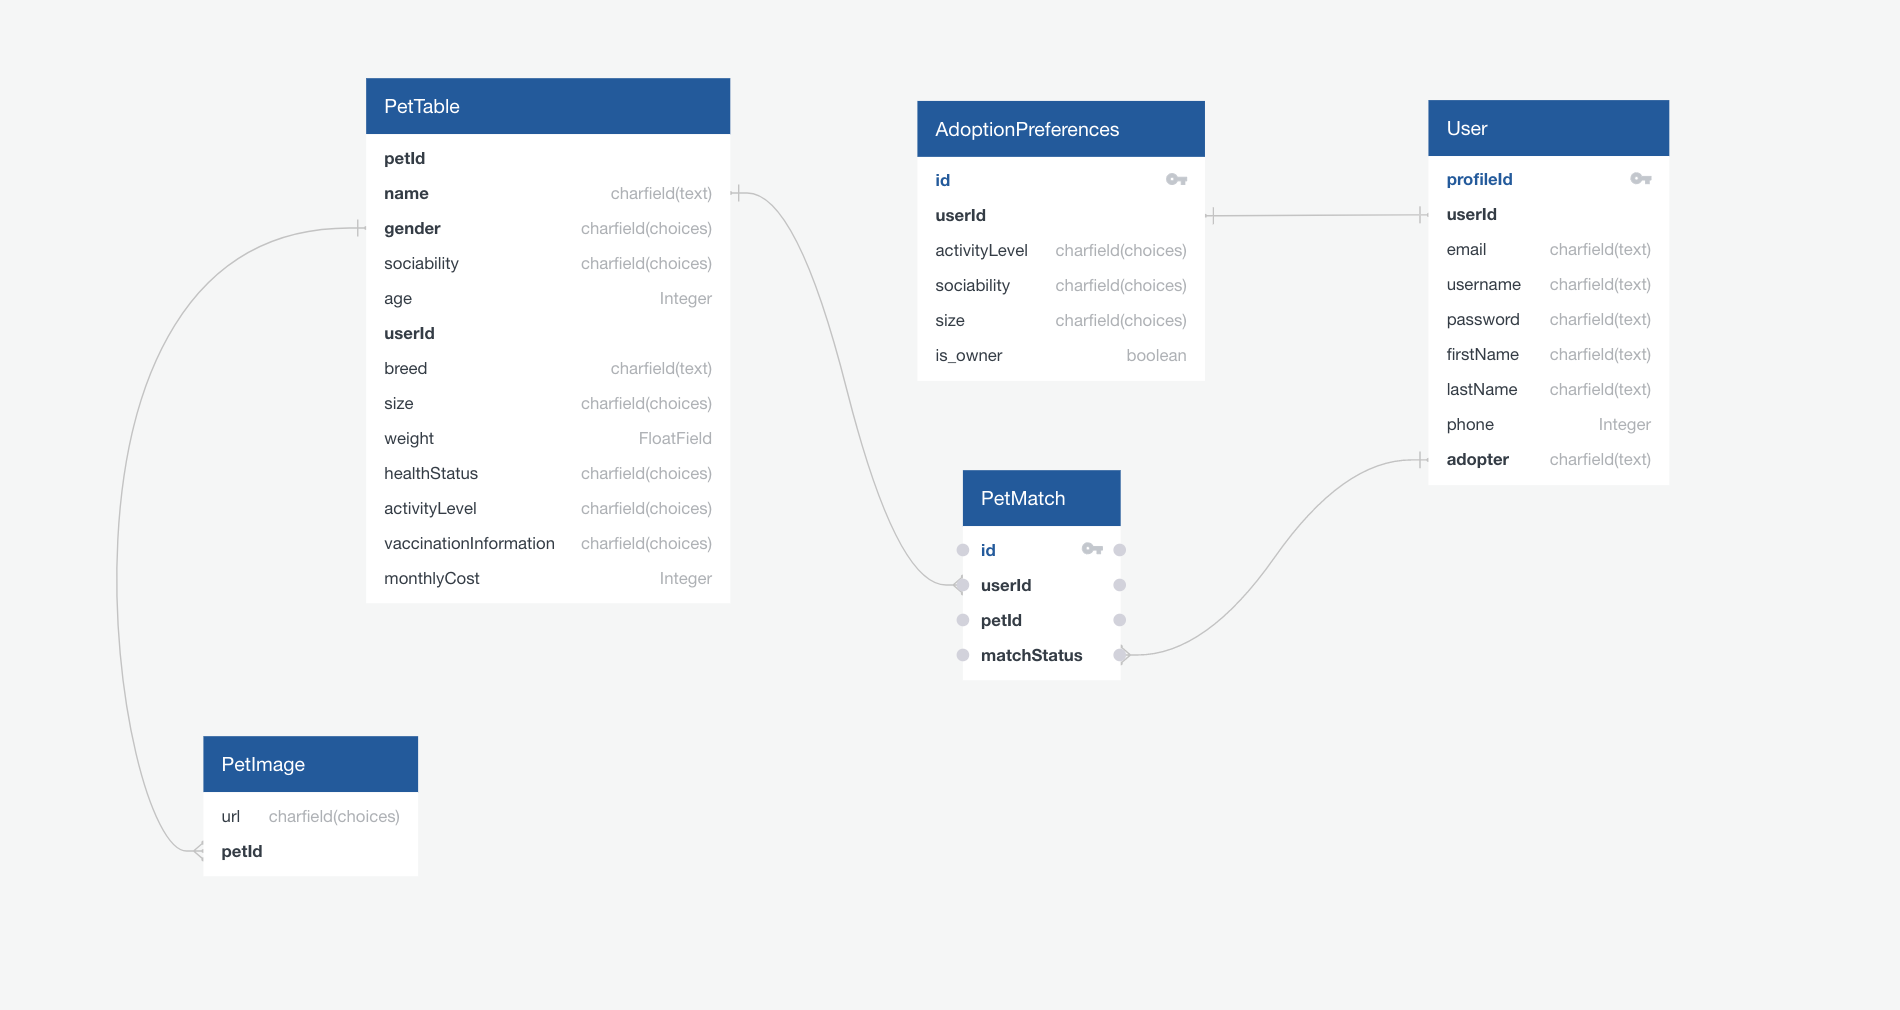 PetTable
petId
name charfield(text)
gender charfield(choices)
sociability charfield(choices)
age Integer
userId
breed charfield(text)
size charfield(choices)
weight FloatField
healthStatus charfield(choices)
activityLevel charfield(choices)
vaccinationInformation charfield(choices)
monthlyCost Integer
AdoptionPreferences
id
userId
activityLevel charfield(choices)
sociability charfield(choices)
size charfield(choices)
is_owner boolean
User
profileId
userId
email charfield(text)
username charfield(text)
password charfield(text)
firstName charfield(text)
lastName charfield(text)
phone Integer
adopter charfield(text)
PetMatch
id
userId
petId
matchStatus
PetImage
url charfield(choices)
petId